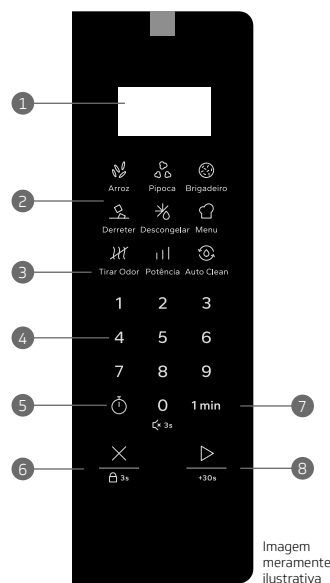 1
Arroz Pipoca Brigadeiro
2
Derreter Descongelar Menu
3
Tirar Odor Potência Auto Clean
1 2 3
4
4 5 6
7 8 9
5
0
1 min
7
3s
6
8
3s
+30s
Imagem
meramente
ilustrativa